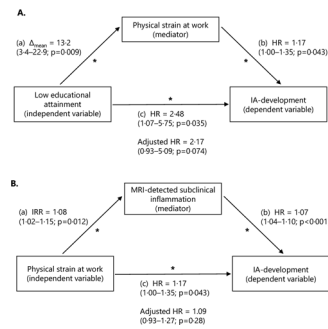 A.
Physical strain at work
(mediator)
(a) Δmean = 13·2
(3·4–22·9; p=0·009)
(b) HR = 1·17
(1·00–1·35; p=0·043)
*
*
Low educational
attainment
(independent variable)
*
(c) HR = 2·48
(1·07–5·75; p=0·035)
Adjusted HR = 2·17
(0·93–5·09; p=0·074)
IA-development
(dependent variable)
B.
MRI-detected subclinical
inflammation
(mediator)
(a) IRR = 1·08
(1·02–1·15; p=0·012)
(b) HR = 1·07
(1·04–1·10; p<0·001
*
*
Physical strain at work
(independent variable)
*
(c) HR = 1·17
(1·00–1·35; p=0·043)
Adjusted HR = 1.09
(0·93–1·27; p=0·28)
IA-development
(dependent variable)